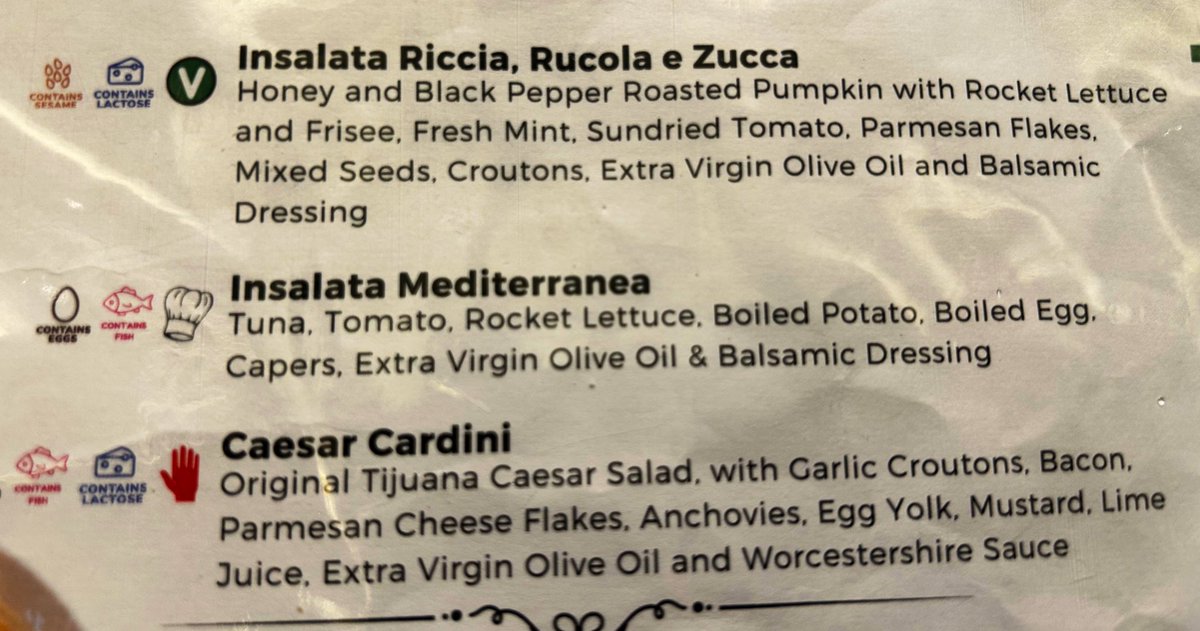 CONTAINS SESAME
CONTAINS LACTOSE
V
Insalata Riccia, Rucola e Zucca
Honey and Black Pepper Roasted Pumpkin with Rocket Lettuce
and Frisee, Fresh Mint, Sundried Tomato, Parmesan Flakes,
Mixed Seeds, Croutons, Extra Virgin Olive Oil and Balsamic
Dressing
CONTAINS EGGS
CONTAINS FISH
Insalata Mediterranea
Tuna, Tomato, Rocket Lettuce, Boiled Potato, Boiled Egg,
Capers, Extra Virgin Olive Oil & Balsamic Dressing
CONTAINS FISH
CONTAINS LACTOSE
Caesar Cardini
Original Tijuana Caesar Salad, with Garlic Croutons, Bacon,
Parmesan Cheese Flakes, Anchovies, Egg Yolk, Mustard, Lime
Juice, Extra Virgin Olive Oil and Worcestershire Sauce